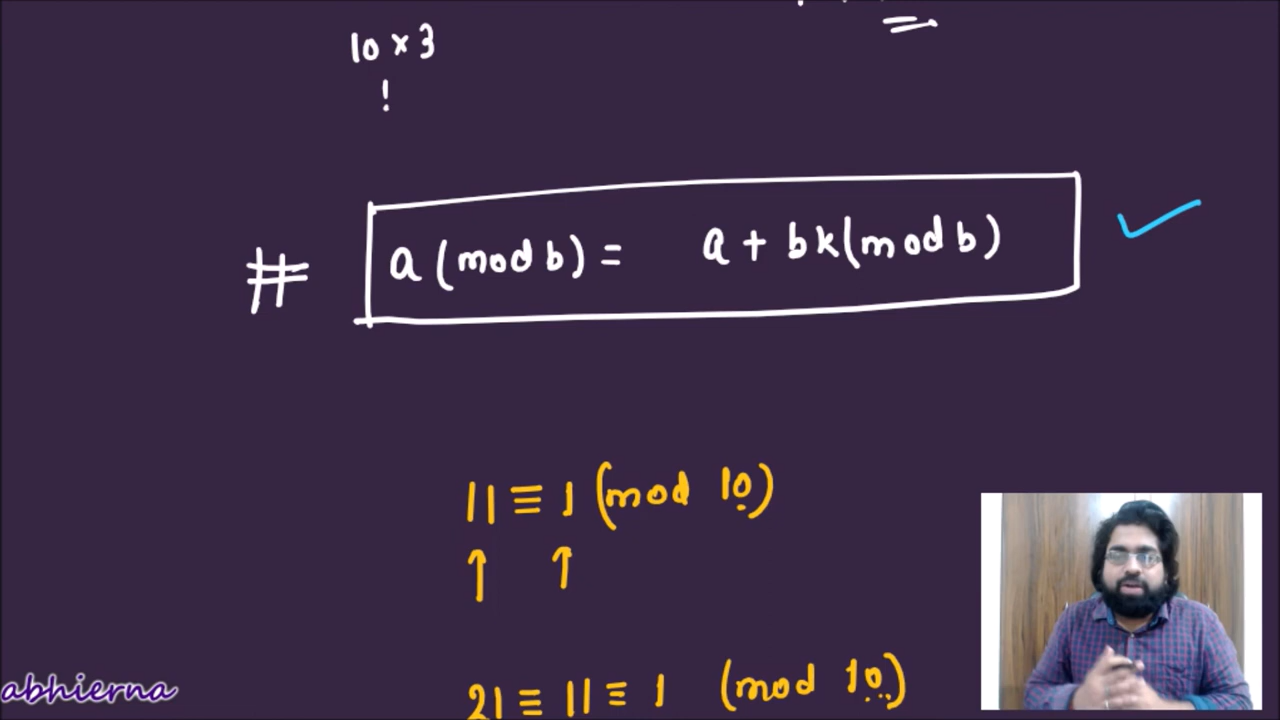 10 × 3
!
# a (mod b) = a + bk (mod b)
11 ≡ 1 (mod 10)
↑ ↑
21 ≡ 11 ≡ 1 (mod 10)
abhierna